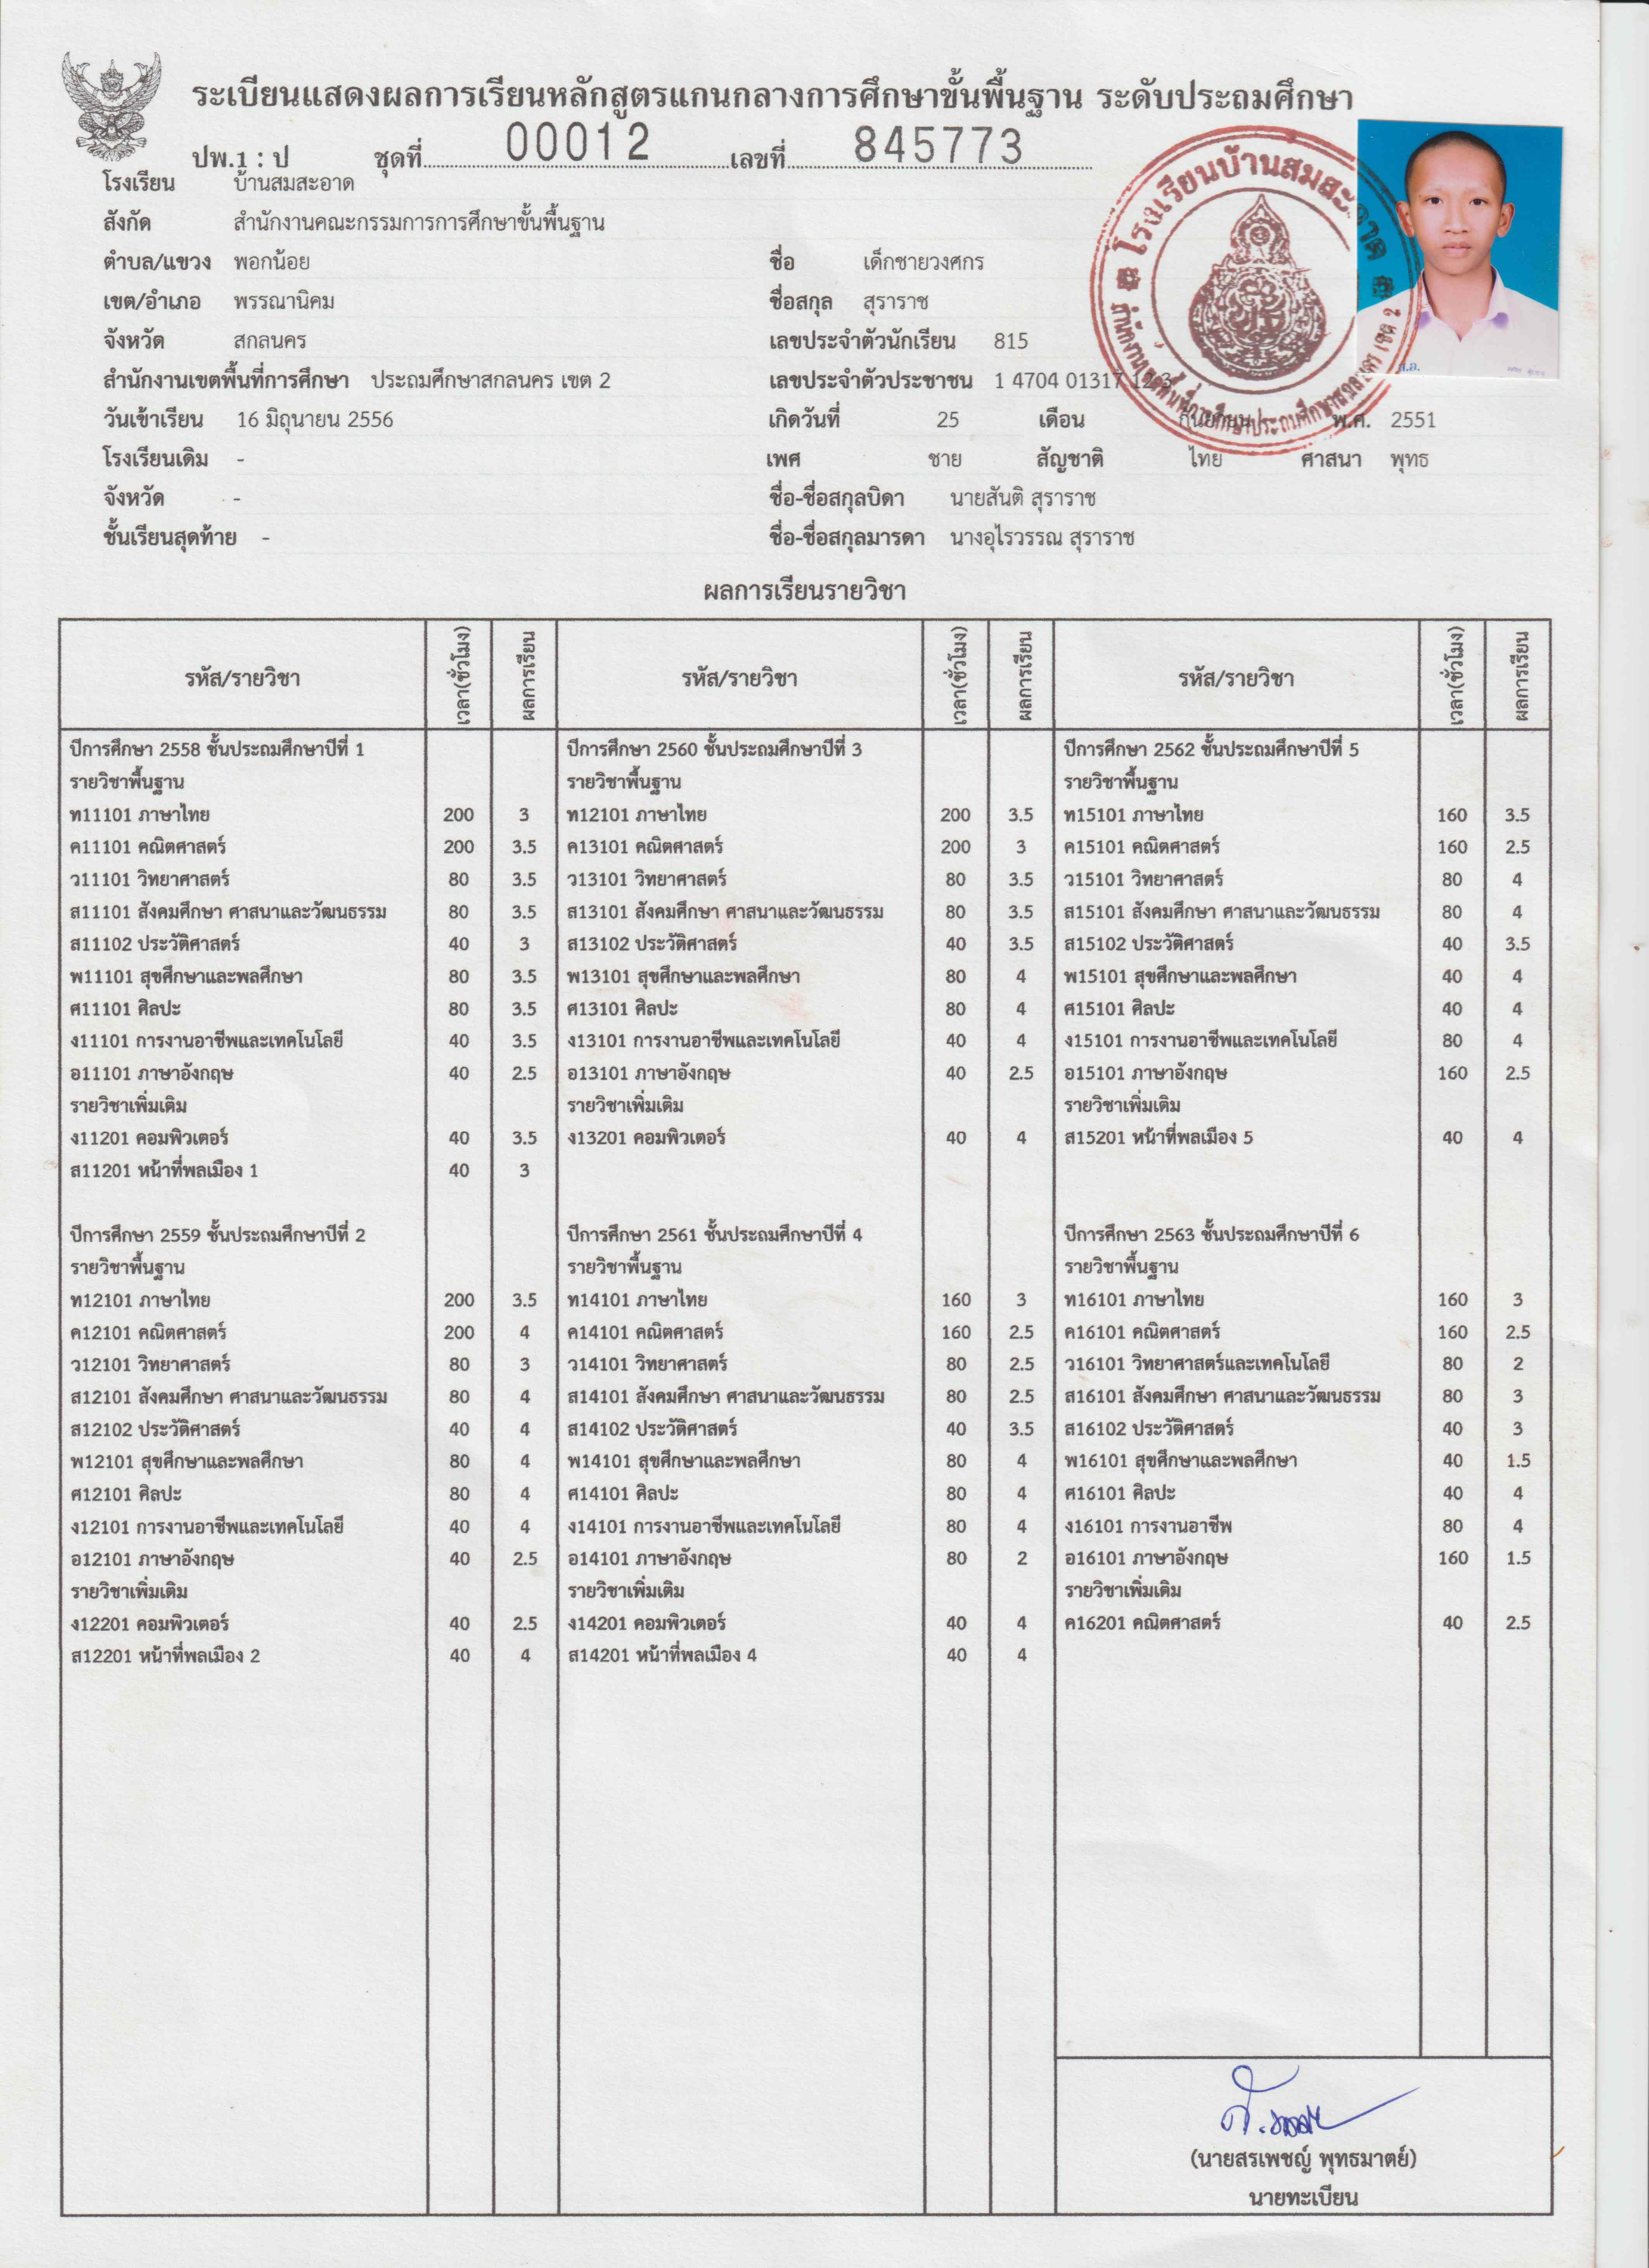 ระเบียนแสดงผลการเรียนหลักสูตรแกนกลางการศึกษาขั้นพื้นฐาน ระดับประถมศึกษา
ปพ.1 : ป ชุดที่ 00012 เลขที่ 845773
โรงเรียน บ้านสมสะอาด
สังกัด สำนักงานคณะกรรมการการศึกษาขั้นพื้นฐาน
ตำบล/แขวง พอกน้อย ชื่อ เด็กชายวงศกร
เขต/อำเภอ พรรณานิคม ชื่อสกุล สุราราช
จังหวัด สกลนคร เลขประจำตัวนักเรียน 815
สำนักงานเขตพื้นที่การศึกษา ประถมศึกษาสกลนคร เขต 2 เลขประจำตัวประชาชน 1 4704 01317 12 3
วันเข้าเรียน 16 มิถุนายน 2556 เกิดวันที่ 25 เดือน กันยายน พ.ศ. 2551
โรงเรียนเดิม - เพศ ชาย สัญชาติ ไทย ศาสนา พุทธ
จังหวัด - ชื่อ-ชื่อสกุลบิดา นายสันติ สุราราช
ชั้นเรียนสุดท้าย - ชื่อ-ชื่อสกุลมารดา นางอุไรวรรณ สุราราช
โรงเรียนบ้านสมสะอาด
สำนักงานเขตพื้นที่การศึกษาประถมศึกษาสกลนคร เขต 2
ผลการเรียนรายวิชา
รหัส/รายวิชา เวลา(ชั่วโมง) ผลการเรียน รหัส/รายวิชา เวลา(ชั่วโมง) ผลการเรียน รหัส/รายวิชา เวลา(ชั่วโมง) ผลการเรียน
ปีการศึกษา 2558 ชั้นประถมศึกษาปีที่ 1 ปีการศึกษา 2560 ชั้นประถมศึกษาปีที่ 3 ปีการศึกษา 2562 ชั้นประถมศึกษาปีที่ 5
รายวิชาพื้นฐาน รายวิชาพื้นฐาน รายวิชาพื้นฐาน
ท11101 ภาษาไทย 200 3 ท12101 ภาษาไทย 200 3.5 ท15101 ภาษาไทย 160 3.5
ค11101 คณิตศาสตร์ 200 3.5 ค13101 คณิตศาสตร์ 200 3 ค15101 คณิตศาสตร์ 160 2.5
ว11101 วิทยาศาสตร์ 80 3.5 ว13101 วิทยาศาสตร์ 80 3.5 ว15101 วิทยาศาสตร์ 80 4
ส11101 สังคมศึกษา ศาสนาและวัฒนธรรม 80 3.5 ส13101 สังคมศึกษา ศาสนาและวัฒนธรรม 80 3.5 ส15101 สังคมศึกษา ศาสนาและวัฒนธรรม 80 4
ส11102 ประวัติศาสตร์ 40 3 ส13102 ประวัติศาสตร์ 40 3.5 ส15102 ประวัติศาสตร์ 40 3.5
พ11101 สุขศึกษาและพลศึกษา 80 3.5 พ13101 สุขศึกษาและพลศึกษา 80 4 พ15101 สุขศึกษาและพลศึกษา 40 4
ศ11101 ศิลปะ 80 3.5 ศ13101 ศิลปะ 80 4 ศ15101 ศิลปะ 40 4
ง11101 การงานอาชีพและเทคโนโลยี 40 3.5 ง13101 การงานอาชีพและเทคโนโลยี 40 4 ง15101 การงานอาชีพและเทคโนโลยี 80 4
อ11101 ภาษาอังกฤษ 40 2.5 อ13101 ภาษาอังกฤษ 40 2.5 อ15101 ภาษาอังกฤษ 160 2.5
รายวิชาเพิ่มเติม รายวิชาเพิ่มเติม รายวิชาเพิ่มเติม
ง11201 คอมพิวเตอร์ 40 3.5 ง13201 คอมพิวเตอร์ 40 4 ส15201 หน้าที่พลเมือง 5 40 4
ส11201 หน้าที่พลเมือง 1 40 3
ปีการศึกษา 2559 ชั้นประถมศึกษาปีที่ 2 ปีการศึกษา 2561 ชั้นประถมศึกษาปีที่ 4 ปีการศึกษา 2563 ชั้นประถมศึกษาปีที่ 6
รายวิชาพื้นฐาน รายวิชาพื้นฐาน รายวิชาพื้นฐาน
ท12101 ภาษาไทย 200 3.5 ท14101 ภาษาไทย 160 3 ท16101 ภาษาไทย 160 3
ค12101 คณิตศาสตร์ 200 4 ค14101 คณิตศาสตร์ 160 2.5 ค16101 คณิตศาสตร์ 160 2.5
ว12101 วิทยาศาสตร์ 80 3 ว14101 วิทยาศาสตร์ 80 2.5 ว16101 วิทยาศาสตร์และเทคโนโลยี 80 2
ส12101 สังคมศึกษา ศาสนาและวัฒนธรรม 80 4 ส14101 สังคมศึกษา ศาสนาและวัฒนธรรม 80 2.5 ส16101 สังคมศึกษา ศาสนาและวัฒนธรรม 80 3
ส12102 ประวัติศาสตร์ 40 4 ส14102 ประวัติศาสตร์ 40 3.5 ส16102 ประวัติศาสตร์ 40 3
พ12101 สุขศึกษาและพลศึกษา 80 4 พ14101 สุขศึกษาและพลศึกษา 80 4 พ16101 สุขศึกษาและพลศึกษา 40 1.5
ศ12101 ศิลปะ 80 4 ศ14101 ศิลปะ 80 4 ศ16101 ศิลปะ 40 4
ง12101 การงานอาชีพและเทคโนโลยี 40 4 ง14101 การงานอาชีพและเทคโนโลยี 80 4 ง16101 การงานอาชีพ 80 4
อ12101 ภาษาอังกฤษ 40 2.5 อ14101 ภาษาอังกฤษ 80 2 อ16101 ภาษาอังกฤษ 160 1.5
รายวิชาเพิ่มเติม รายวิชาเพิ่มเติม รายวิชาเพิ่มเติม
ง12201 คอมพิวเตอร์ 40 2.5 ง14201 คอมพิวเตอร์ 40 4 ค16201 คณิตศาสตร์ 40 2.5
ส12201 หน้าที่พลเมือง 2 40 4 ส14201 หน้าที่พลเมือง 4 40 4
(นายสรเพชญ์ พุทธมาตย์)
นายทะเบียน